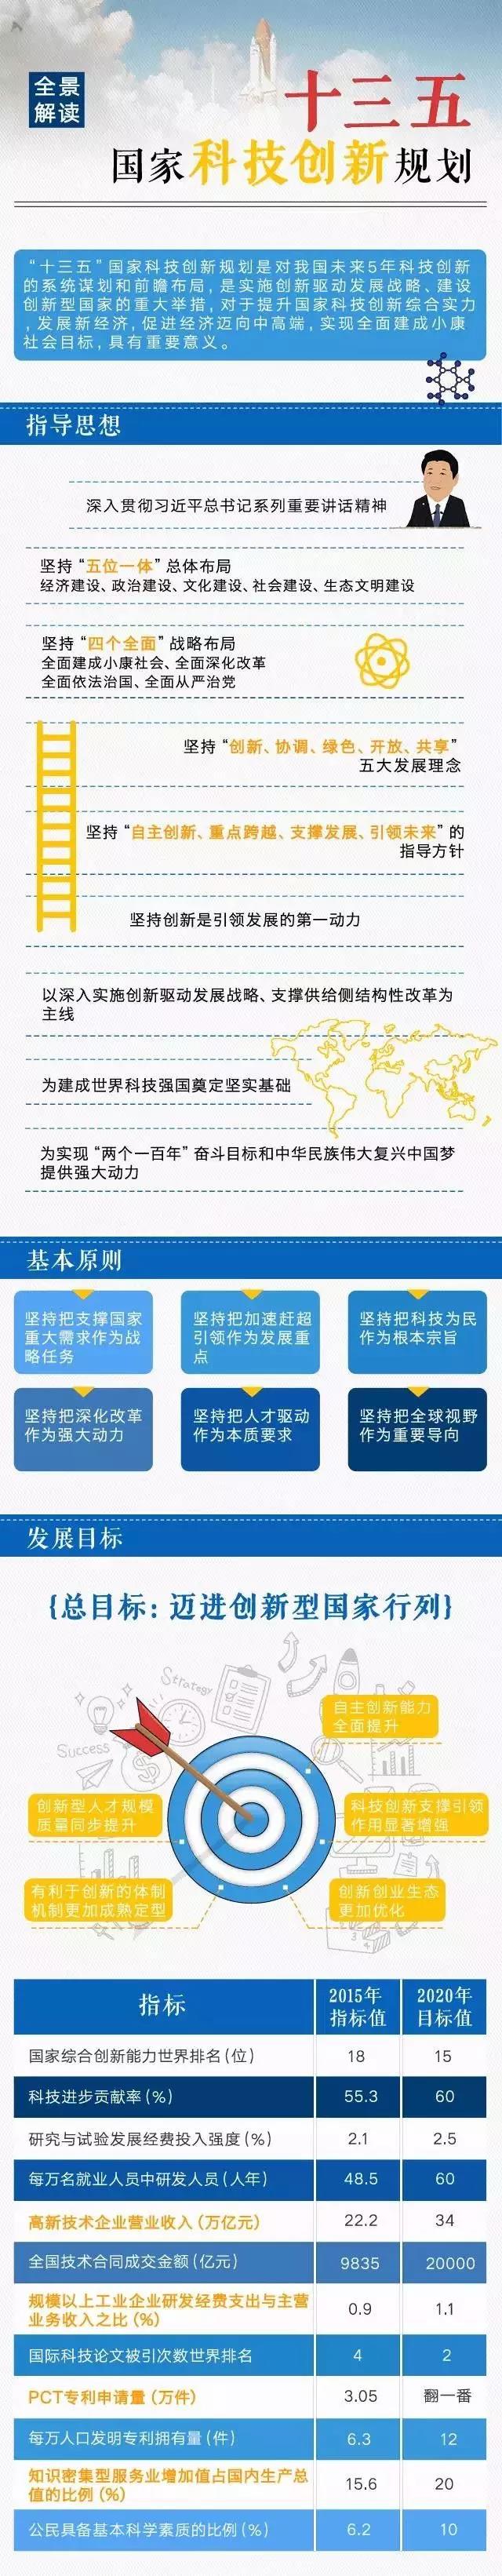 全景
解读
十三五
国家科技创新规划
“十三五”国家科技创新规划是对我国未来5年科技创新
的系统谋划和前瞻布局，是实施创新驱动发展战略、建设
创新型国家的重大举措，对于提升国家科技创新综合实力
，发展新经济，促进经济迈向中高端，实现全面建成小康
社会目标，具有重要意义。
指导思想
深入贯彻习近平总书记系列重要讲话精神
坚持“五位一体”总体布局
经济建设、政治建设、文化建设、社会建设、生态文明建设
坚持“四个全面”战略布局
全面建成小康社会、全面深化改革
全面依法治国、全面从严治党
坚持“创新、协调、绿色、开放、共享”
五大发展理念
坚持“自主创新、重点跨越、支撑发展、引领未来”的
指导方针
坚持创新是引领发展的第一动力
以深入实施创新驱动发展战略、支撑供给侧结构性改革为
主线
为建成世界科技强国奠定坚实基础
为实现“两个一百年”奋斗目标和中华民族伟大复兴中国梦
提供强大动力
基本原则
坚持把支撑国家
重大需求作为战
略任务
坚持把加速赶超
引领作为发展重
点
坚持把科技为民
作为根本宗旨
坚持把深化改革
作为强大动力
坚持把人才驱动
作为本质要求
坚持把全球视野
作为重要导向
发展目标
{总目标：迈进创新型国家行列}
Strategy
Success
自主创新能力
全面提升
创新型人才规模
质量同步提升
科技创新支撑引领
作用显著增强
有利于创新的体制
机制更加成熟定型
创新创业生态
更加优化
指标 2015年指标值 2020年目标值
国家综合创新能力世界排名(位) 18 15
科技进步贡献率(%) 55.3 60
研究与试验发展经费投入强度(%) 2.1 2.5
每万名就业人员中研发人员(人年) 48.5 60
高新技术企业营业收入(万亿元) 22.2 34
全国技术合同成交金额(亿元) 9835 20000
规模以上工业企业研发经费支出与主营
业务收入之比(%) 0.9 1.1
国际科技论文被引次数世界排名 4 2
PCT专利申请量(万件) 3.05 翻一番
每万人口发明专利拥有量(件) 6.3 12
知识密集型服务业增加值占国内生产总
值的比例(%) 15.6 20
公民具备基本科学素质的比例(%) 6.2 10